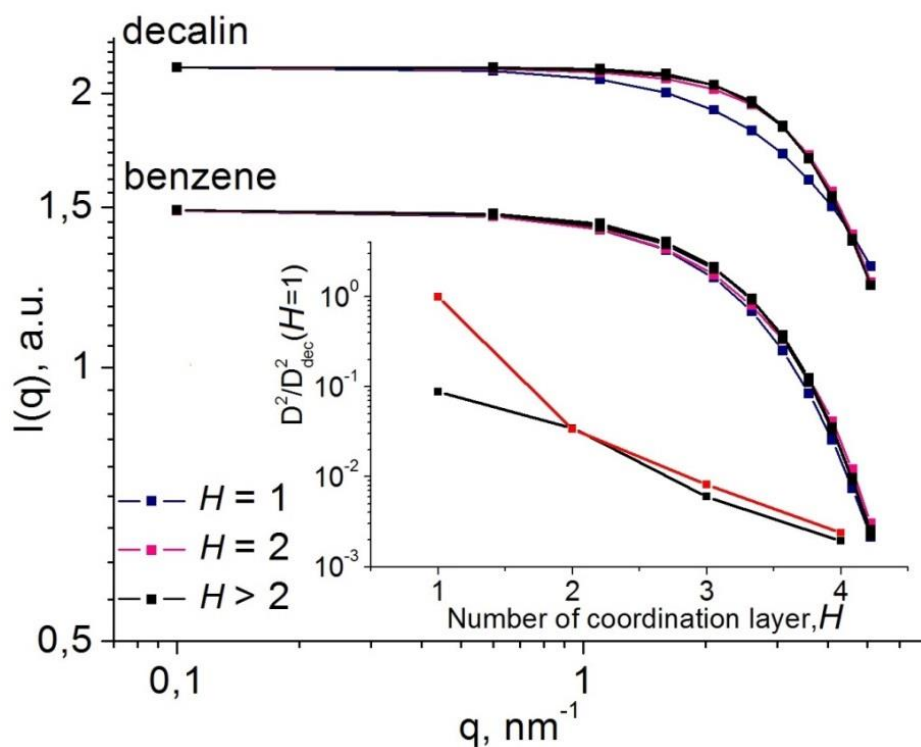 decalin
2
benzene
1,5
I(q), a.u.
1
0,5
0,1
1
q, nm⁻¹
H = 1
H = 2
H > 2
D²/D²dec(H=1)
10⁰
10⁻¹
10⁻²
10⁻³
1 2 3 4
Number of coordination layer,H